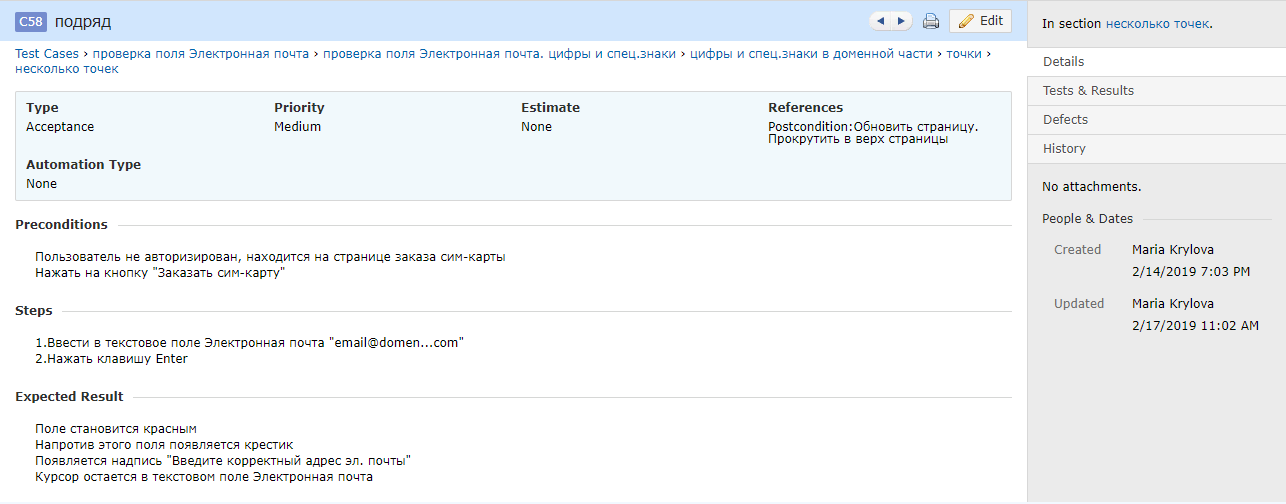 C58 подряд
Edit
Test Cases › проверка поля Электронная почта › проверка поля Электронная почта. цифры и спец.знаки › цифры и спец.знаки в доменной части › точки ›
несколько точек
Type
Acceptance
Priority
Medium
Estimate
None
References
Postcondition:Обновить страницу.
Прокрутить в верх страницы
Automation Type
None
Preconditions
Пользователь не авторизирован, находится на странице заказа сим-карты
Нажать на кнопку "Заказать сим-карту"
Steps
1.Ввести в текстовое поле Электронная почта "email@domen...com"
2.Нажать клавишу Enter
Expected Result
Поле становится красным
Напротив этого поля появляется крестик
Появляется надпись "Введите корректный адрес эл. почты"
Курсор остается в текстовом поле Электронная почта
In section несколько точек.
Details
Tests & Results
Defects
History
No attachments.
People & Dates
Created Maria Krylova
2/14/2019 7:03 PM
Updated Maria Krylova
2/17/2019 11:02 AM